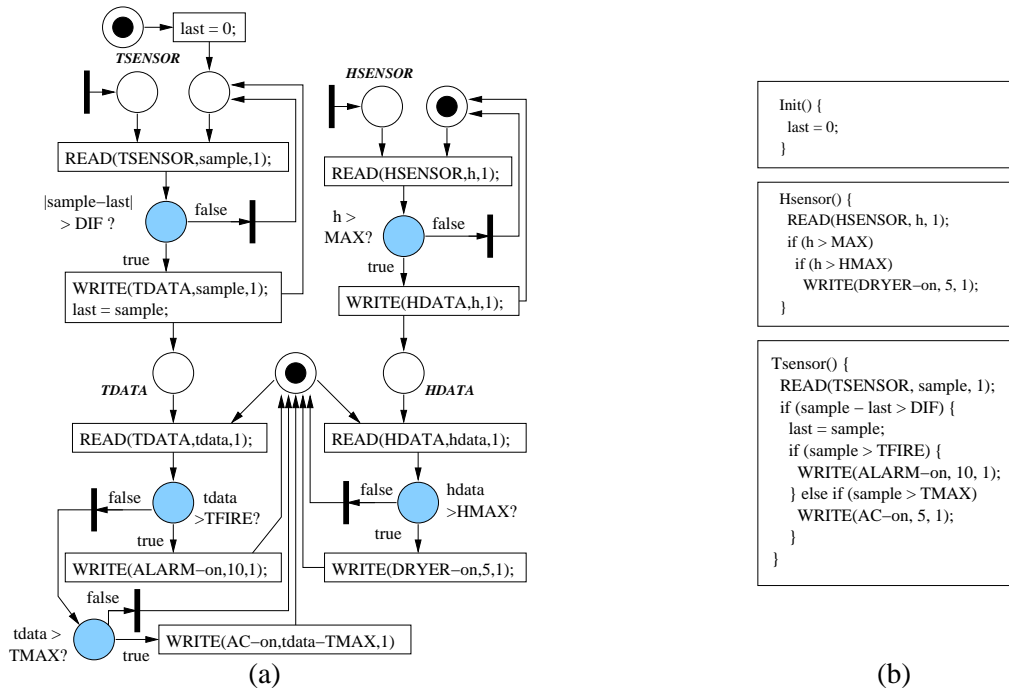 last = 0;
TSENSOR
HSENSOR
READ(TSENSOR,sample,1);
READ(HSENSOR,h,1);
|sample−last|
> DIF ?
false
true
h >
MAX?
false
true
WRITE(TDATA,sample,1);
last = sample;
WRITE(HDATA,h,1);
TDATA
HDATA
READ(TDATA,tdata,1);
READ(HDATA,hdata,1);
false
tdata
>TFIRE?
true
false
hdata
>HMAX?
true
WRITE(ALARM−on,10,1);
WRITE(DRYER−on,5,1);
false
tdata >
TMAX?
true
WRITE(AC−on,tdata−TMAX,1)
(a)
Init() {
last = 0;
}
Hsensor() {
READ(HSENSOR, h, 1);
if (h > MAX)
if (h > HMAX)
WRITE(DRYER−on, 5, 1);
}
Tsensor() {
READ(TSENSOR, sample, 1);
if (sample − last > DIF) {
last = sample;
if (sample > TFIRE) {
WRITE(ALARM−on, 10, 1);
} else if (sample > TMAX)
WRITE(AC−on, 5, 1);
}
}
(b)